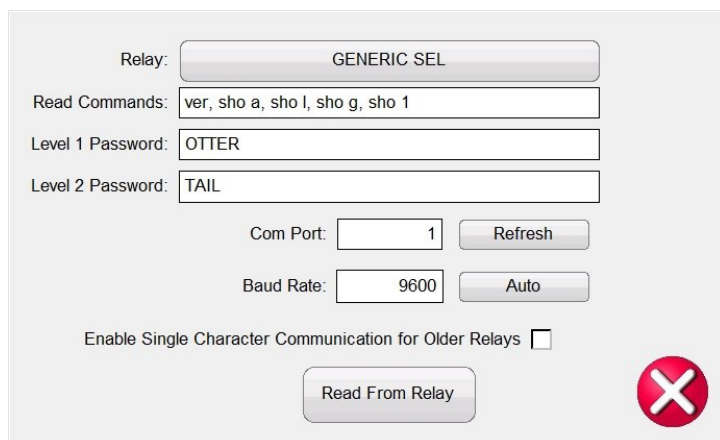 Relay: GENERIC SEL
Read Commands: ver, sho a, sho l, sho g, sho 1
Level 1 Password: OTTER
Level 2 Password: TAIL
Com Port: 1 Refresh
Baud Rate: 9600 Auto
Enable Single Character Communication for Older Relays
Read From Relay